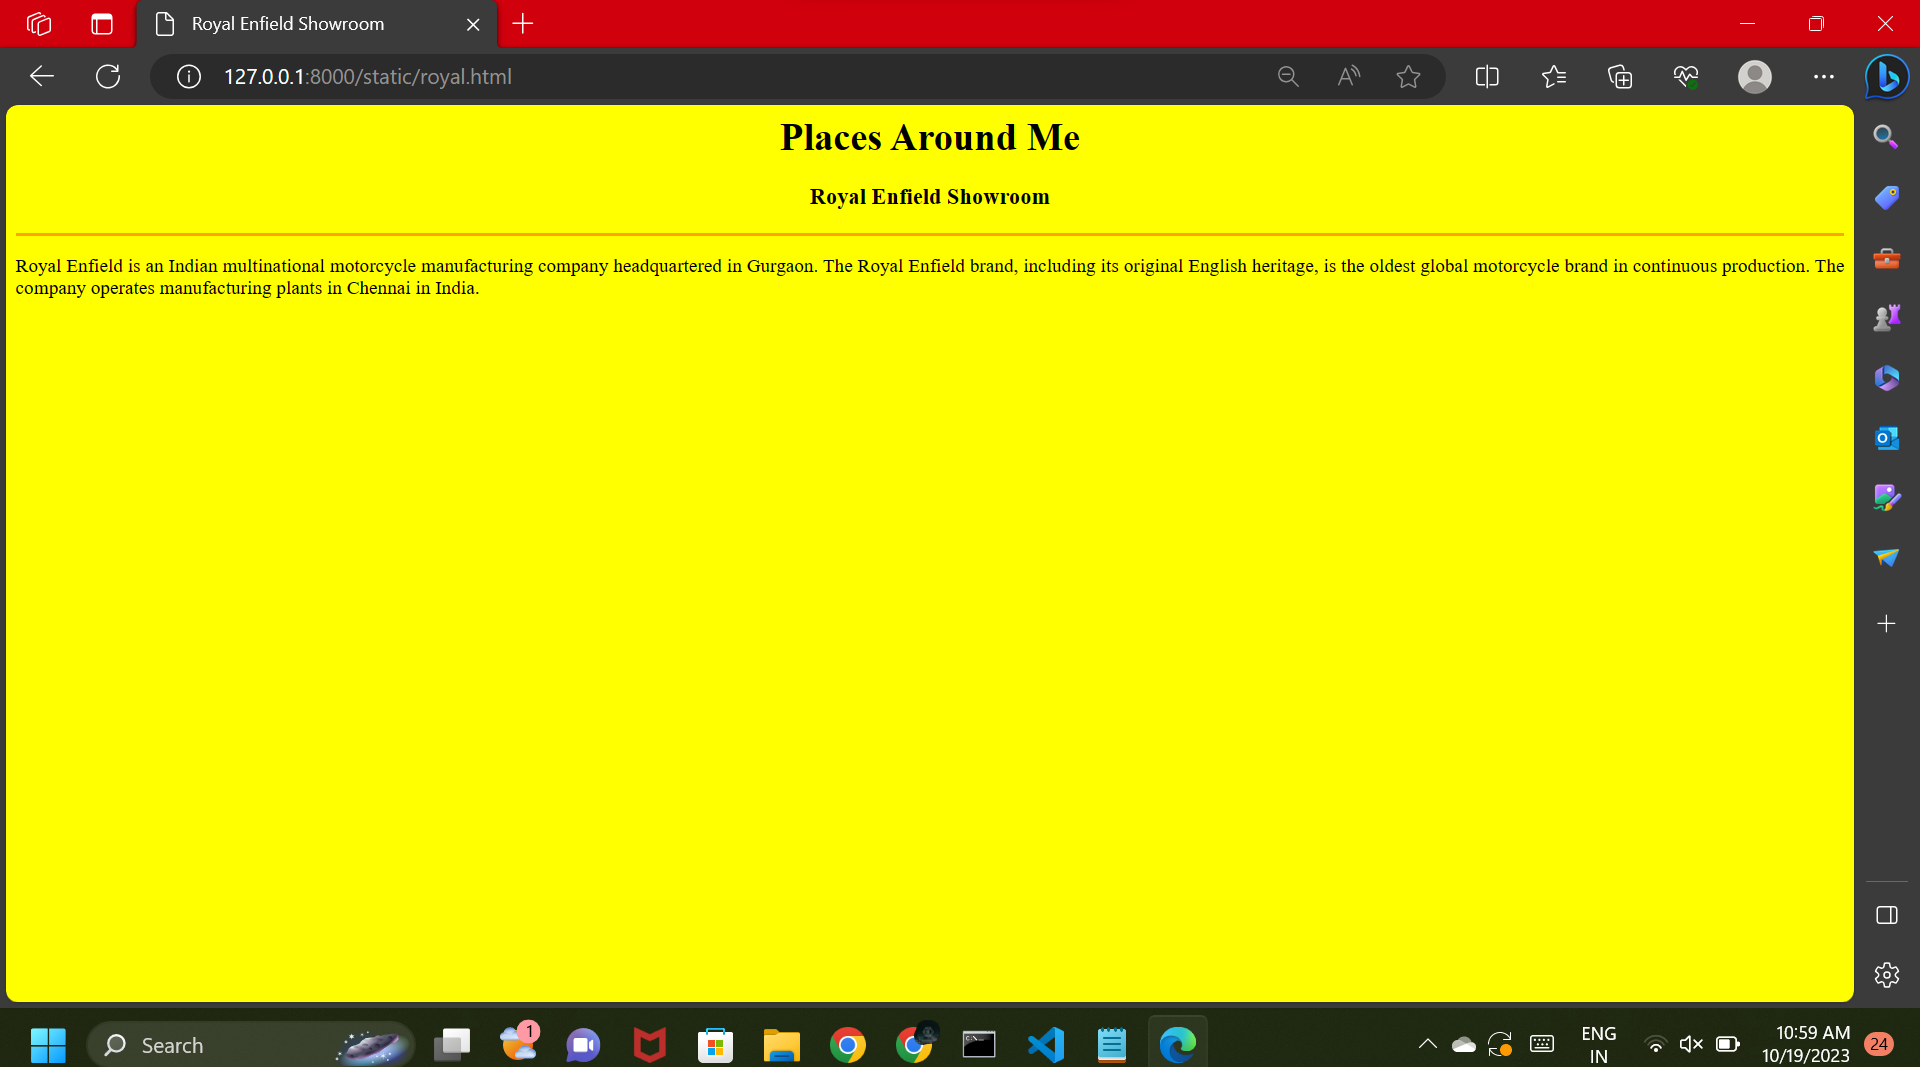 Royal Enfield Showroom
127.0.0.1:8000/static/royal.html
Places Around Me
Royal Enfield Showroom
Royal Enfield is an Indian multinational motorcycle manufacturing company headquartered in Gurgaon. The Royal Enfield brand, including its original English heritage, is the oldest global motorcycle brand in continuous production. The
company operates manufacturing plants in Chennai in India.
Search
1
ENG
IN
10:59 AM
10/19/2023
24